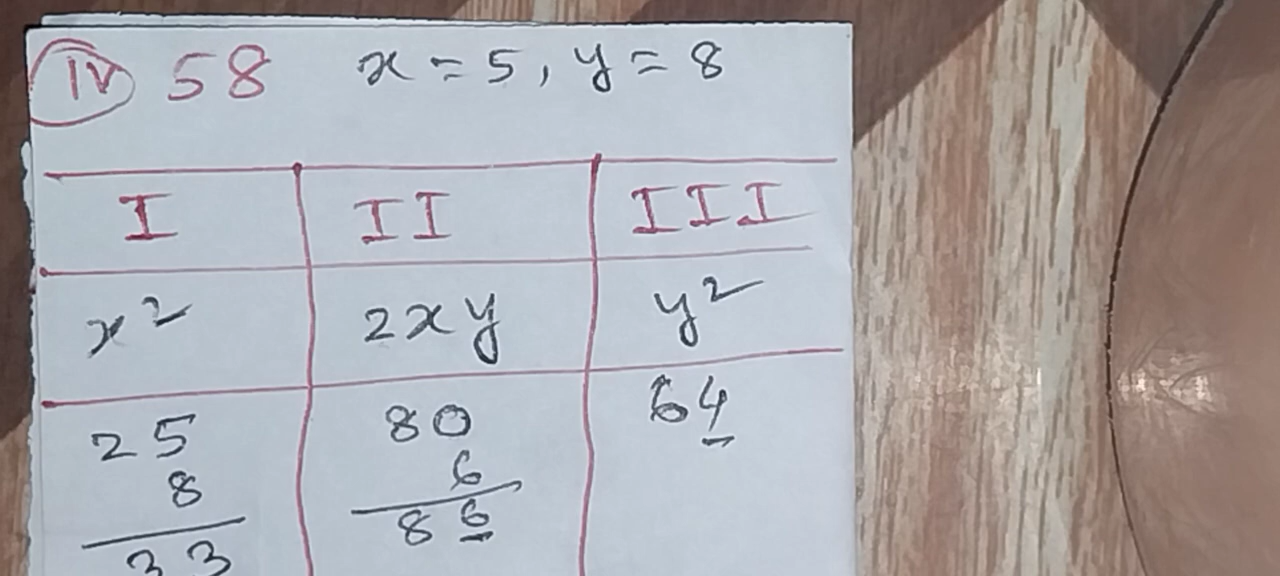 IV 58 x = 5, y = 8
I II III
x² 2xy y²
25 80 64
8 6
33 86